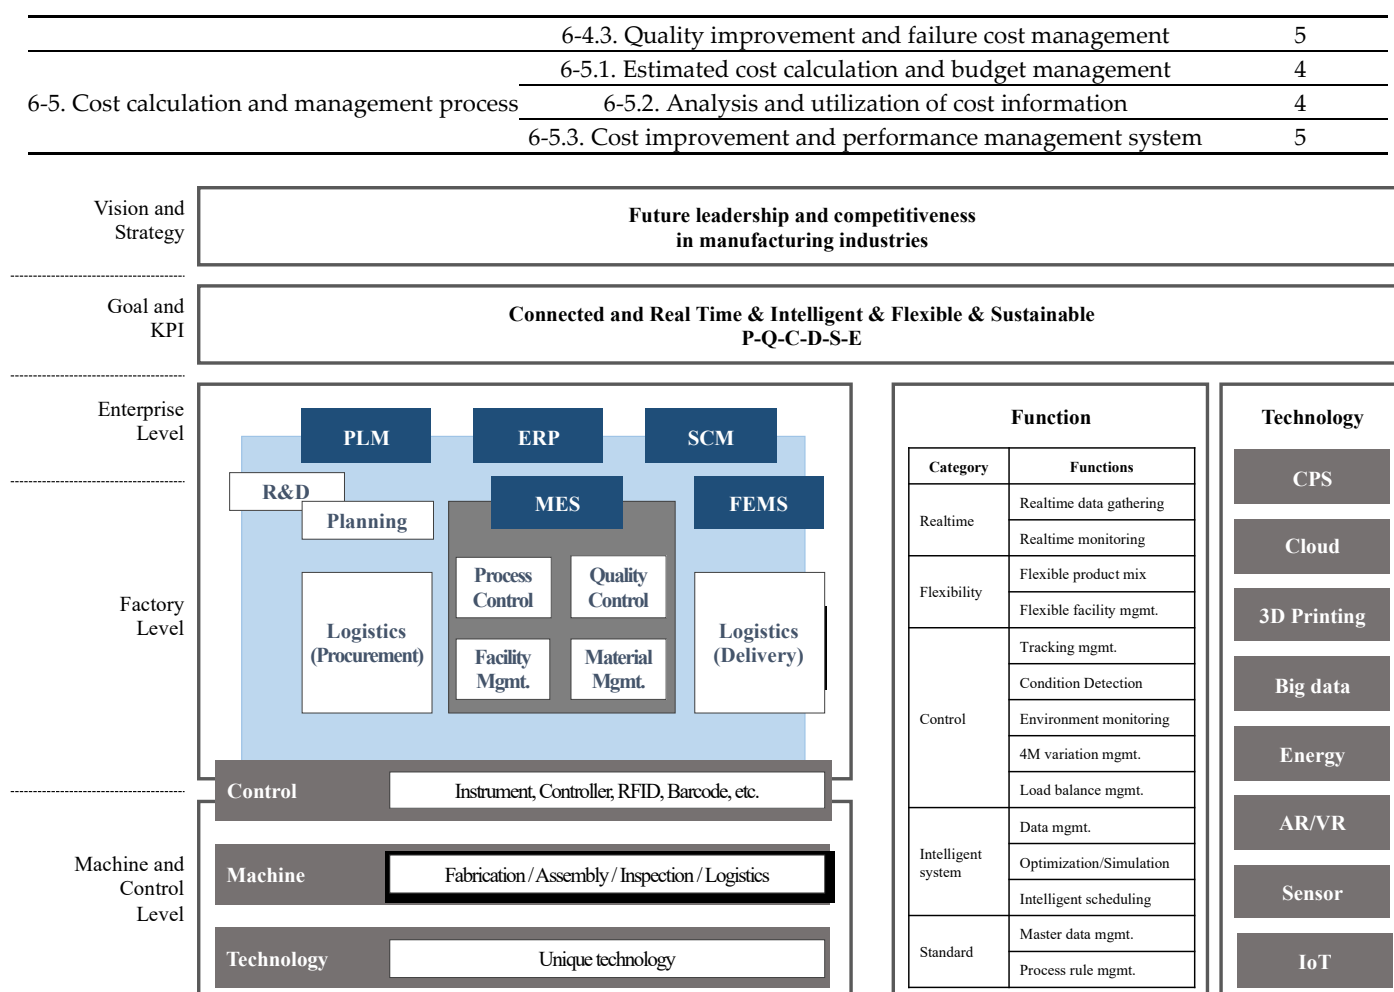 6-4.3. Quality improvement and failure cost management 5
6-5. Cost calculation and management process
6-5.1. Estimated cost calculation and budget management 4
6-5.2. Analysis and utilization of cost information 4
6-5.3. Cost improvement and performance management system 5
Vision and
Strategy
Future leadership and competitiveness
in manufacturing industries
Goal and
KPI
Connected and Real Time & Intelligent & Flexible & Sustainable
P-Q-C-D-S-E
Enterprise
Level
PLM
ERP
SCM
Factory
Level
R&D
Planning
MES
FEMS
Logistics
(Procurement)
Process
Control
Quality
Control
Facility
Mgmt.
Material
Mgmt.
Logistics
(Delivery)
Machine and
Control
Level
Control
Instrument, Controller, RFID, Barcode, etc.
Machine
Fabrication / Assembly / Inspection / Logistics
Technology
Unique technology
Function
Category Functions
Realtime
Realtime data gathering
Realtime monitoring
Flexibility
Flexible product mix
Flexible facility mgmt.
Control
Tracking mgmt.
Condition Detection
Environment monitoring
4M variation mgmt.
Load balance mgmt.
Intelligent
system
Data mgmt.
Optimization/Simulation
Intelligent scheduling
Standard
Master data mgmt.
Process rule mgmt.
Technology
CPS
Cloud
3D Printing
Big data
Energy
AR/VR
Sensor
IoT